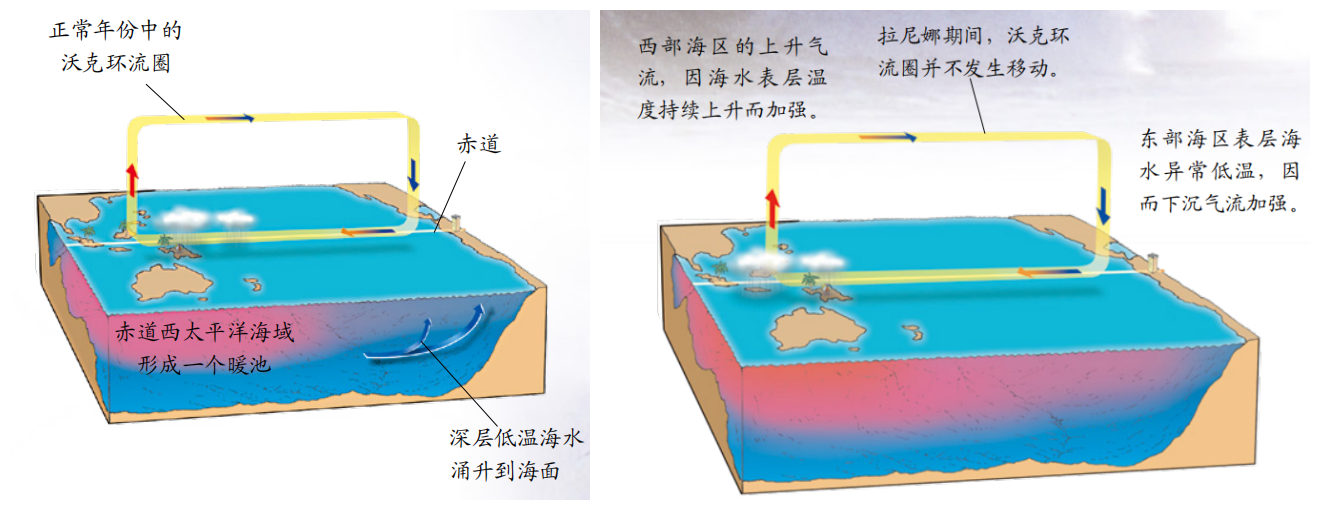 正常年份中的
沃克环流圈
赤道
赤道西太平洋海域
形成一个暖池
深层低温海水
涌升到海面
西部海区的上升气
流，因海水表层温
度持续上升而加强。
拉尼娜期间，沃克环
流圈并不发生移动。
东部海区表层海
水异常低温，因
而下沉气流加强。